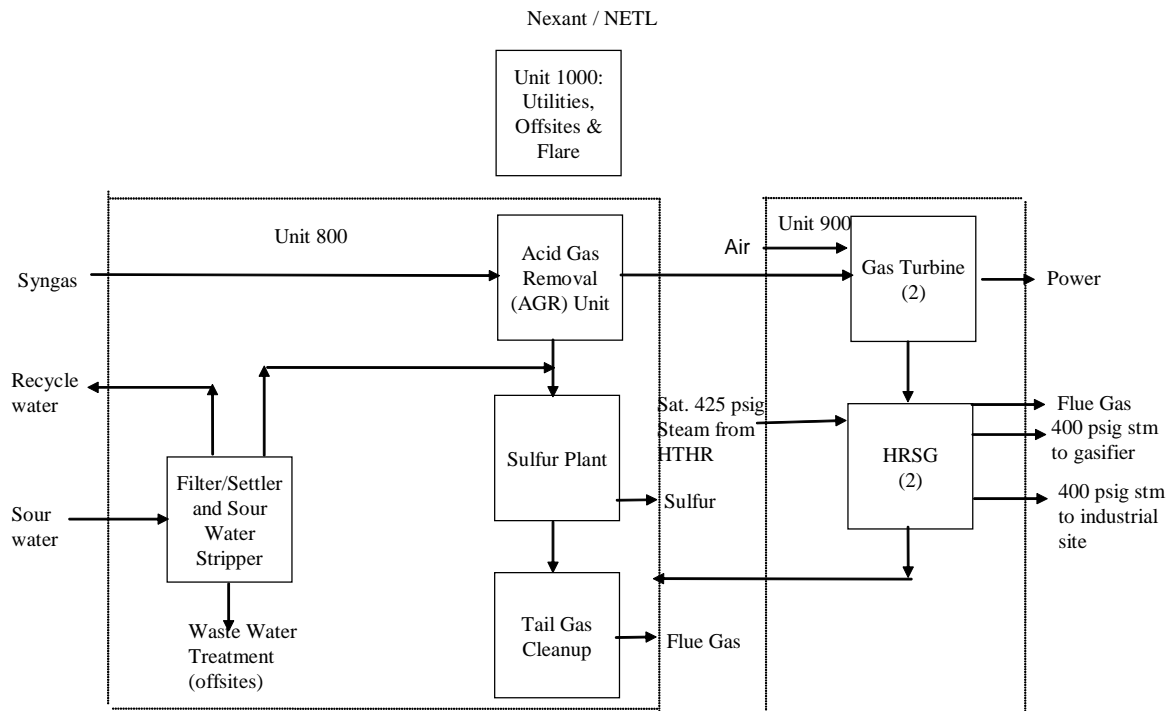 Nexant / NETL
Unit 1000:
Utilities,
Offsites &
Flare
Unit 800
Unit 900
Syngas
Acid Gas
Removal
(AGR) Unit
Air
Gas Turbine
(2)
Power
Recycle
water
Sulfur Plant
Sulfur
Sat. 425 psig
Steam from
HTHR
HRSG
(2)
Flue Gas
400 psig stm
to gasifier
400 psig stm
to industrial
site
Sour
water
Filter/Settler
and Sour
Water
Stripper
Waste Water
Treatment
(offsites)
Tail Gas
Cleanup
Flue Gas